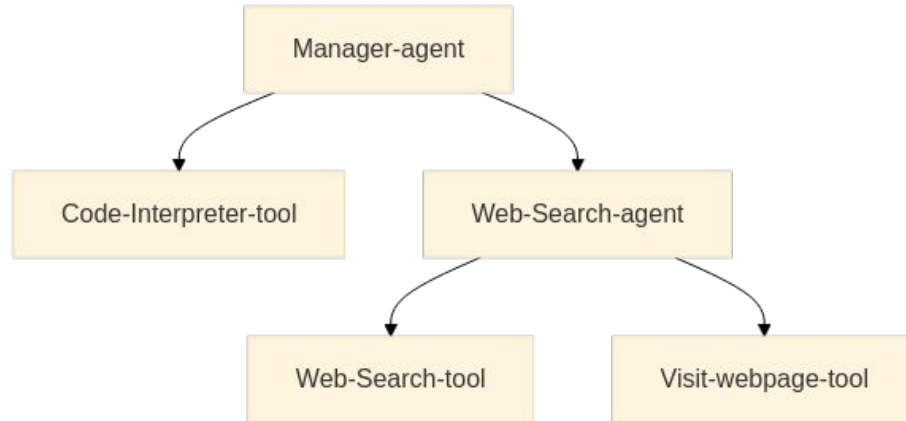 Manager-agent
Code-Interpreter-tool
Web-Search-agent
Web-Search-tool
Visit-webpage-tool